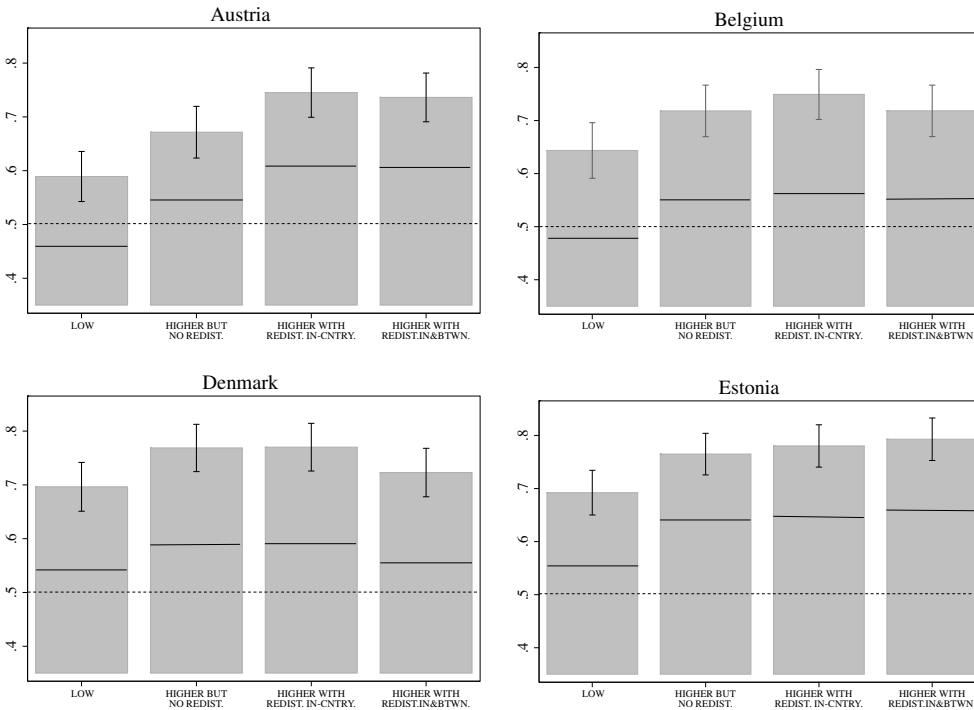 Austria
.8
.7
.6
.5
.4
LOW
HIGHER BUT
NO REDIST.
HIGHER WITH
REDIST. IN-CNTRY.
HIGHER WITH
REDIST.IN&BTWN.
Belgium
.8
.7
.6
.5
.4
LOW
HIGHER BUT
NO REDIST.
HIGHER WITH
REDIST. IN-CNTRY.
HIGHER WITH
REDIST.IN&BTWN.
Denmark
.8
.7
.6
.5
.4
LOW
HIGHER BUT
NO REDIST.
HIGHER WITH
REDIST. IN-CNTRY.
HIGHER WITH
REDIST.IN&BTWN.
Estonia
.8
.7
.6
.5
.4
LOW
HIGHER BUT
NO REDIST.
HIGHER WITH
REDIST. IN-CNTRY.
HIGHER WITH
REDIST.IN&BTWN.